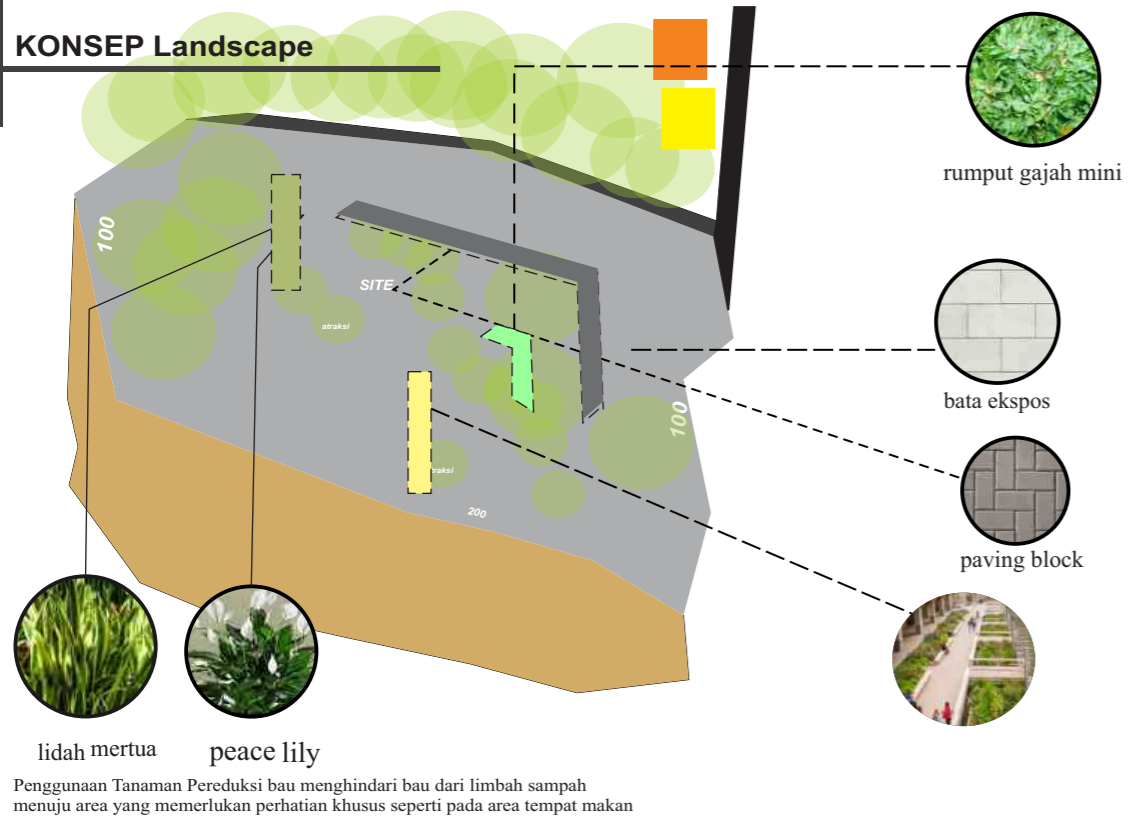 KONSEP Landscape
rumput gajah mini
100
SITE
atraksi
bata ekspos
100
traksi
200
paving block
lidah mertua
peace lily
Penggunaan Tanaman Pereduksi bau menghindari bau dari limbah sampah
menuju area yang memerlukan perhatian khusus seperti pada area tempat makan